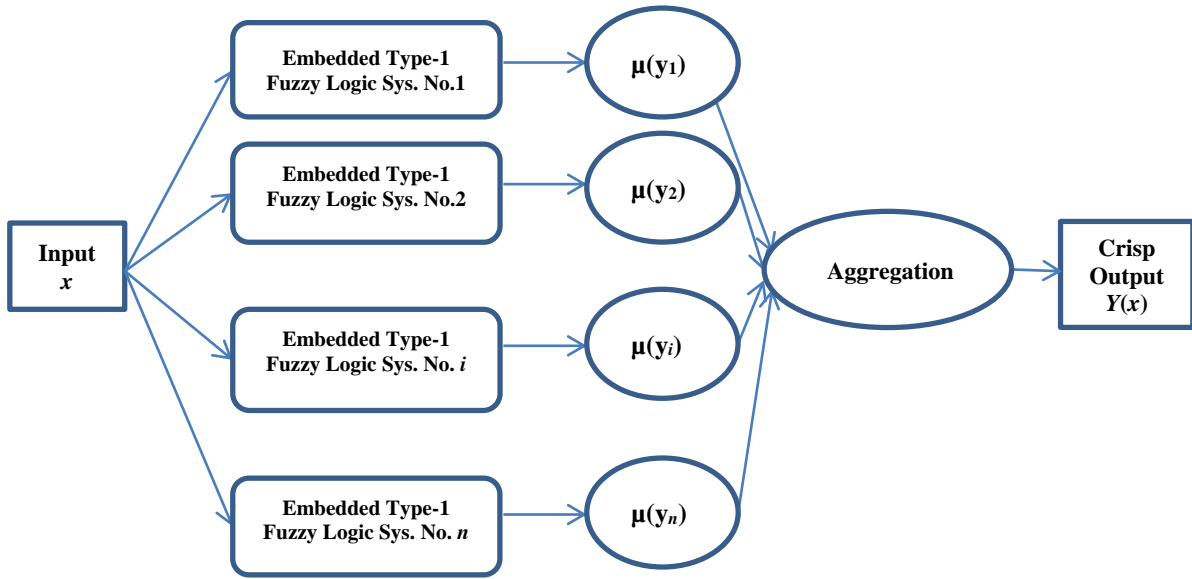 Input
x
Embedded Type-1
Fuzzy Logic Sys. No.1
μ(y1)
Embedded Type-1
Fuzzy Logic Sys. No.2
μ(y2)
Embedded Type-1
Fuzzy Logic Sys. No. i
μ(yi)
Embedded Type-1
Fuzzy Logic Sys. No. n
μ(yn)
Aggregation
Crisp
Output
Y(x)